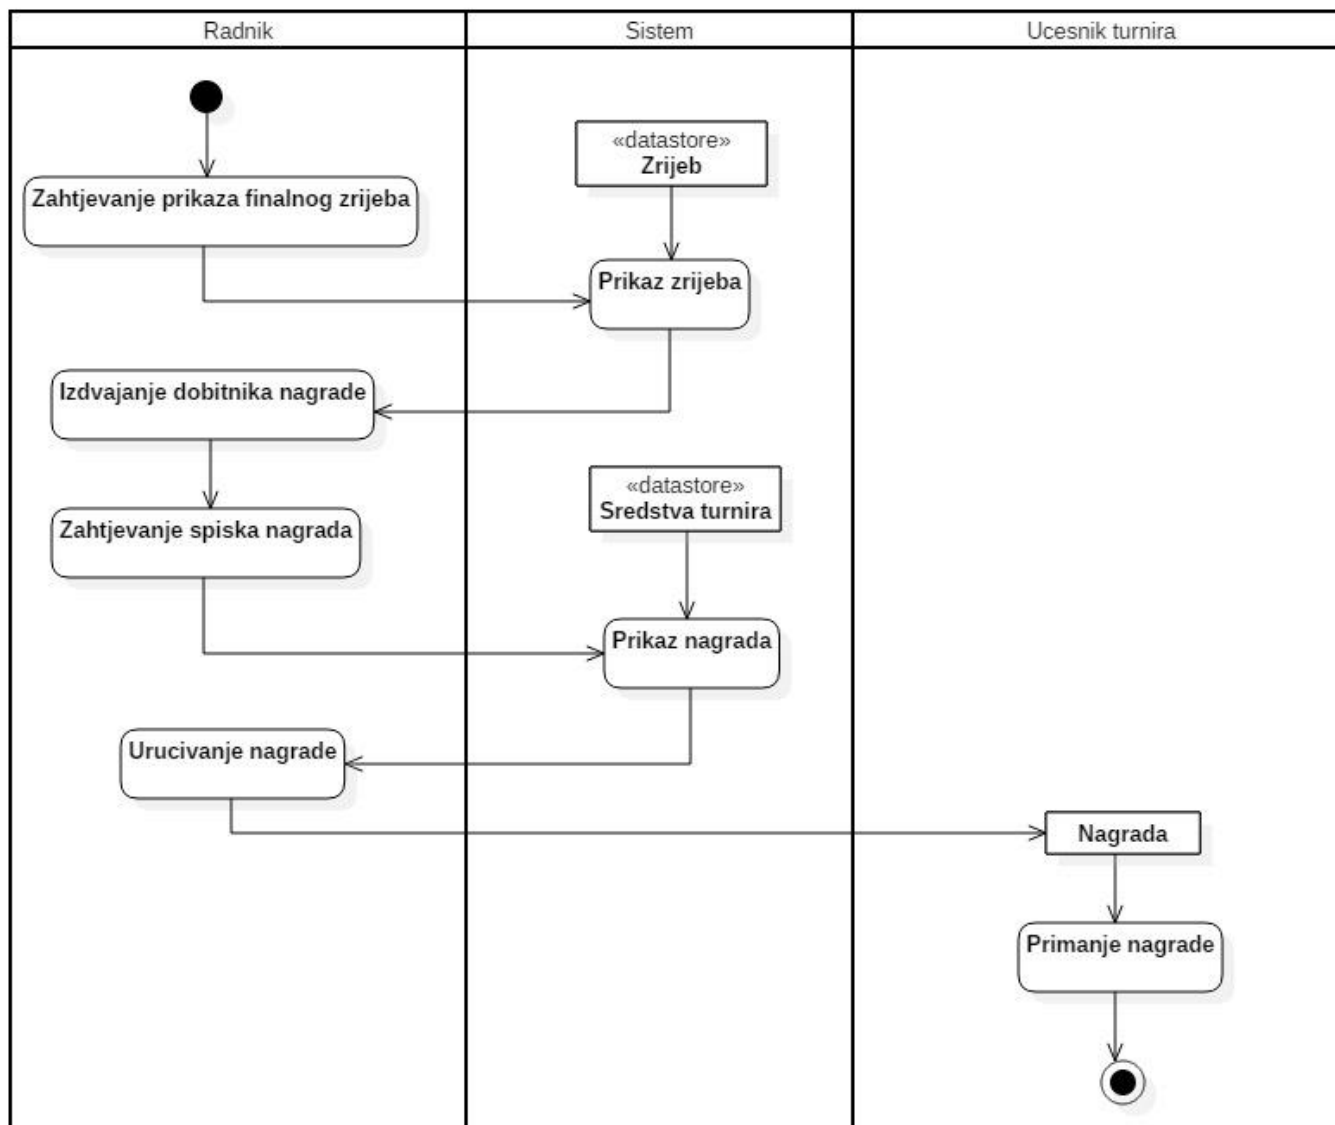 Radnik
Sistem
Ucesnik turnira
«datastore»
Zrijeb
Zahtjevanje prikaza finalnog zrijeba
Prikaz zrijeba
Izdvajanje dobitnika nagrade
«datastore»
Sredstva turnira
Zahtjevanje spiska nagrada
Prikaz nagrada
Urucivanje nagrade
Nagrada
Primanje nagrade